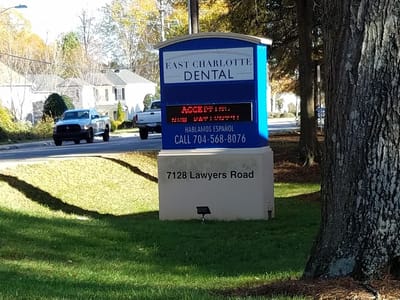 EAST CHARLOTTE
DENTAL
ACCEPTING
NEW PATIENTS!
HABLAMOS ESPAÑOL
CALL 704-568-8076
7128 Lawyers Road